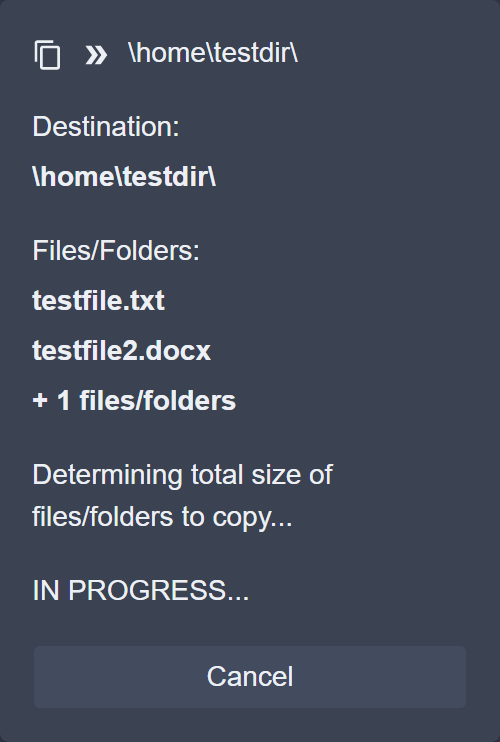 » \home\testdir\
Destination:
\home\testdir\
Files/Folders:
testfile.txt
testfile2.docx
+ 1 files/folders
Determining total size of
files/folders to copy...
IN PROGRESS...
Cancel